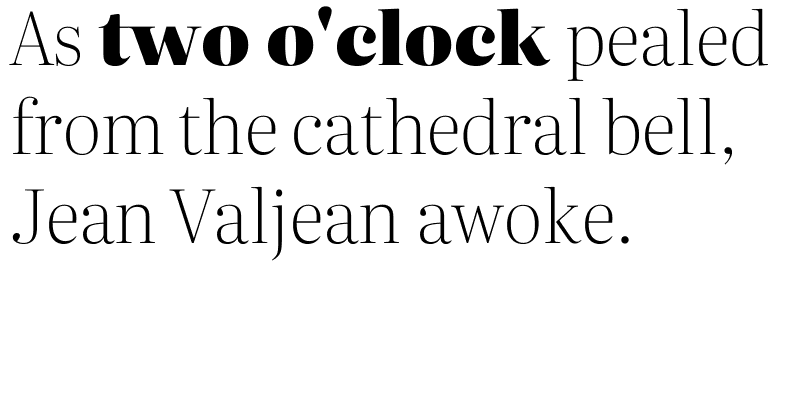 As two o'clock pealed
from the cathedral bell,
Jean Valjean awoke.